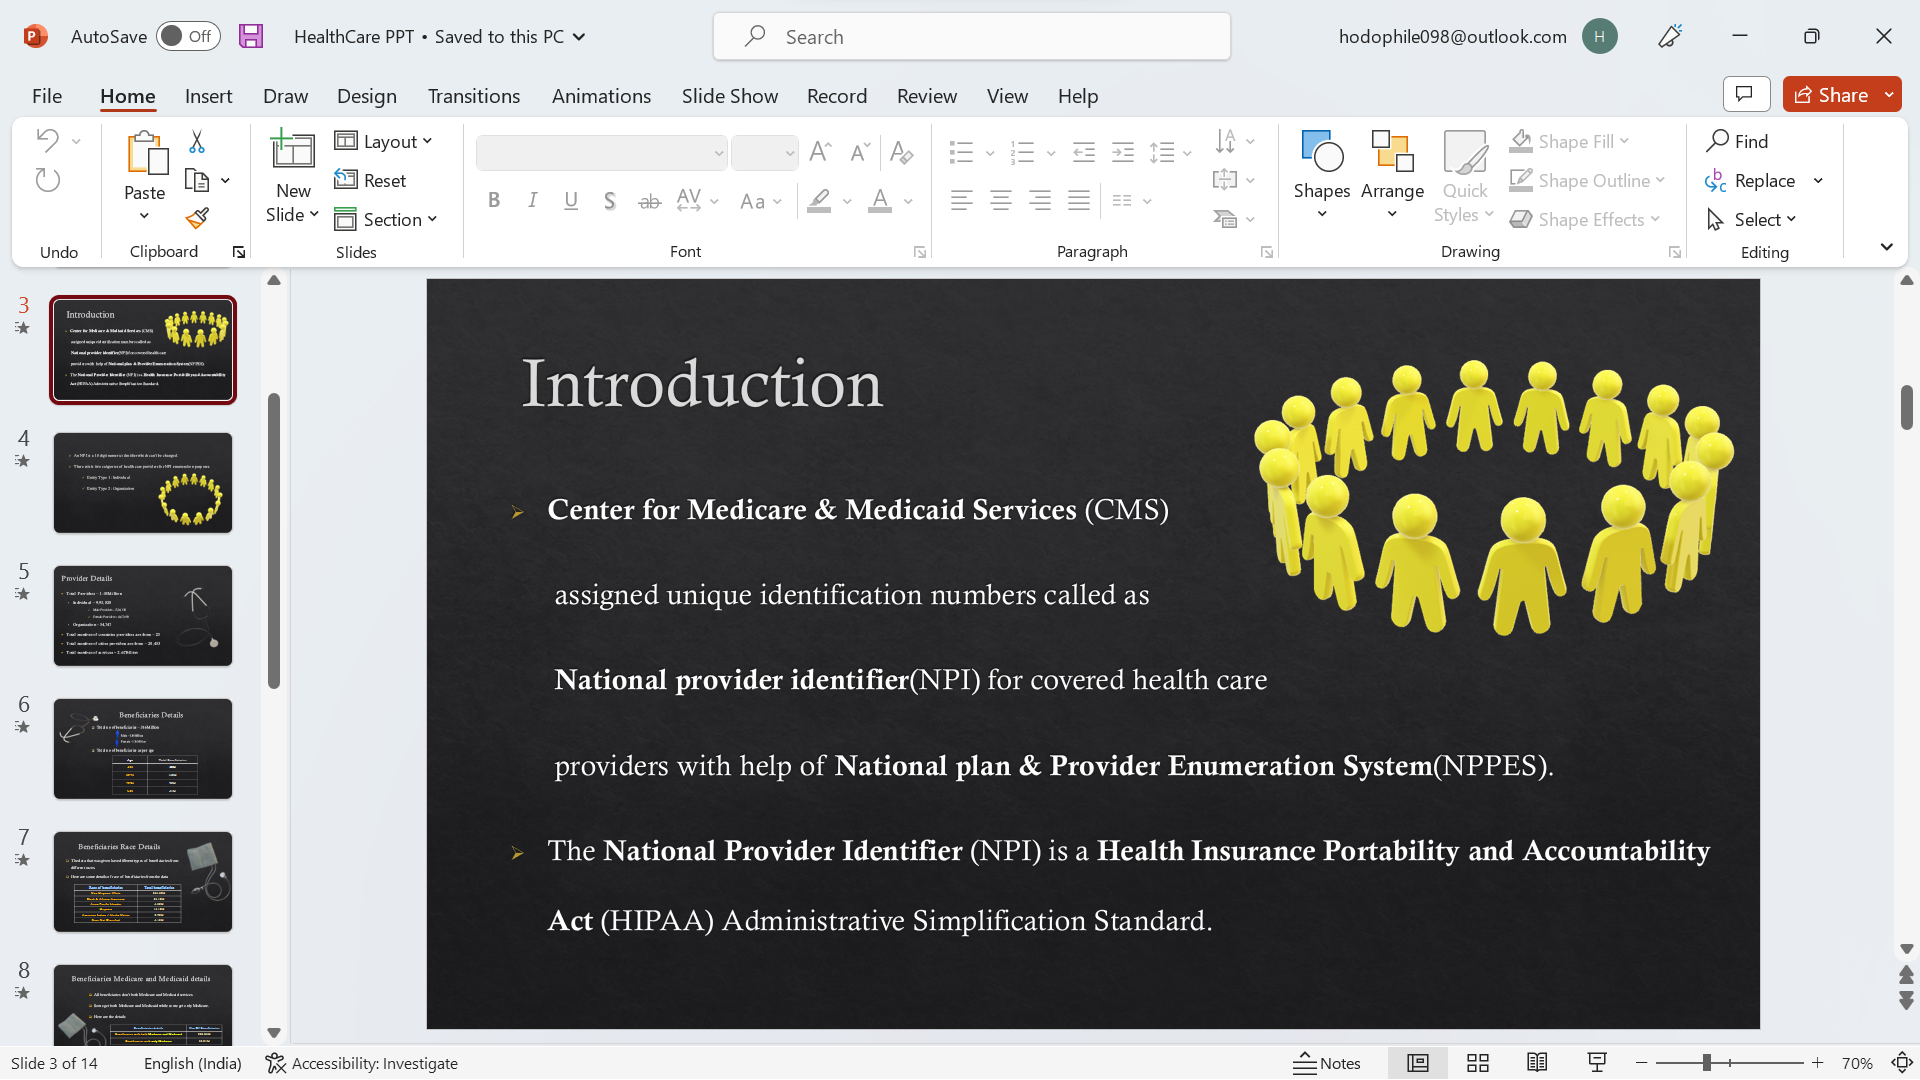 AutoSave Off HealthCare PPT • Saved to this PC Search hodophile098@outlook.com H
File Home Insert Draw Design Transitions Animations Slide Show Record Review View Help Share
Paste
Clipboard
Undo
New
Slide
Layout
Reset
Section
Slides
Font
Paragraph
Shapes
Arrange
Quick
Styles
Shape Fill
Shape Outline
Shape Effects
Drawing
Find
Replace
Select
Editing
3
Introduction
4
5
Provider Details
6
Beneficiaries Details
7
Beneficiaries Race Details
8
Beneficiaries Medicare and Medicaid details
Introduction
Center for Medicare & Medicaid Services (CMS)
assigned unique identification numbers called as
National provider identifier(NPI) for covered health care
providers with help of National plan & Provider Enumeration System(NPPES).
The National Provider Identifier (NPI) is a Health Insurance Portability and Accountability
Act (HIPAA) Administrative Simplification Standard.
Slide 3 of 14 English (India) Accessibility: Investigate Notes 70%